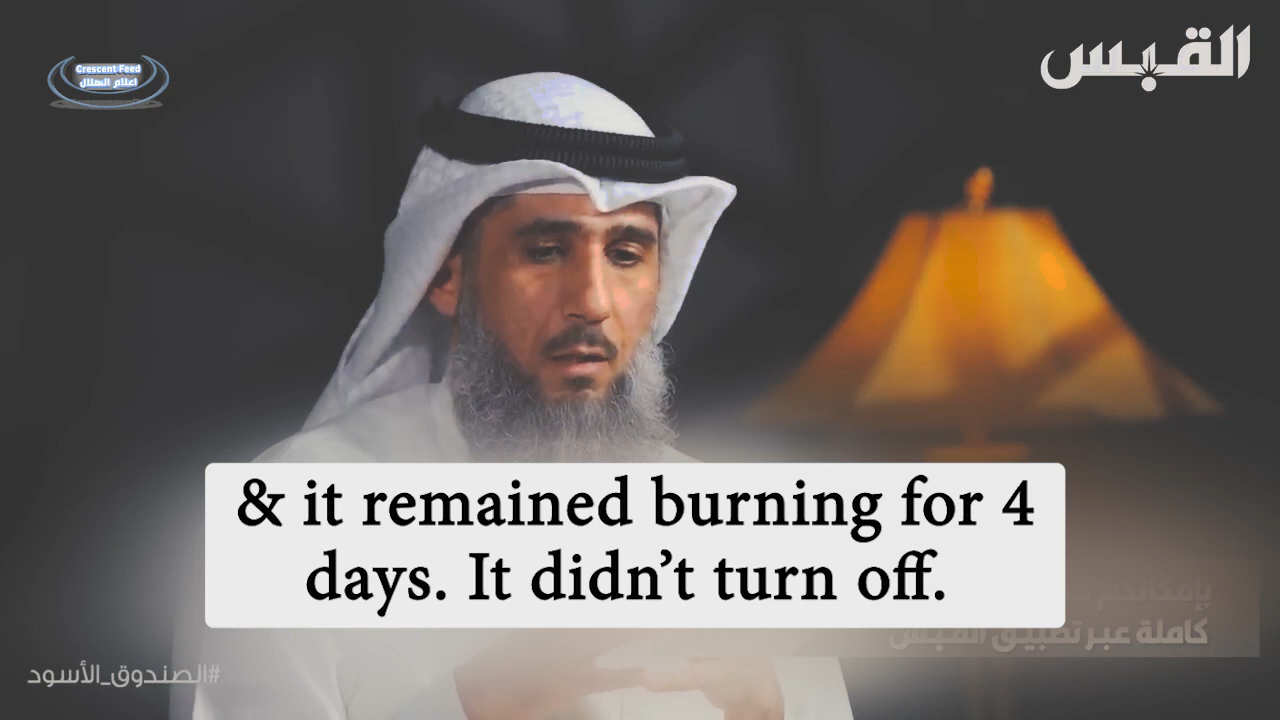 Crescent Feed
اعلام الهلال
القبس
& it remained burning for 4
days. It didn’t turn off.
كاملة عبر تطبيق القبس
#الصندوق_الأسود